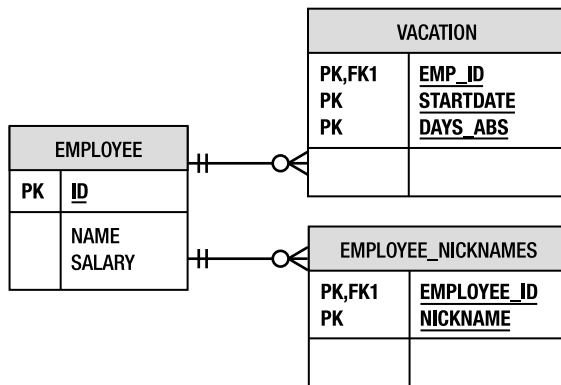 VACATION
PK,FK1 EMP_ID
PK STARTDATE
PK DAYS_ABS
EMPLOYEE
PK ID
NAME
SALARY
EMPLOYEE_NICKNAMES
PK,FK1 EMPLOYEE_ID
PK NICKNAME